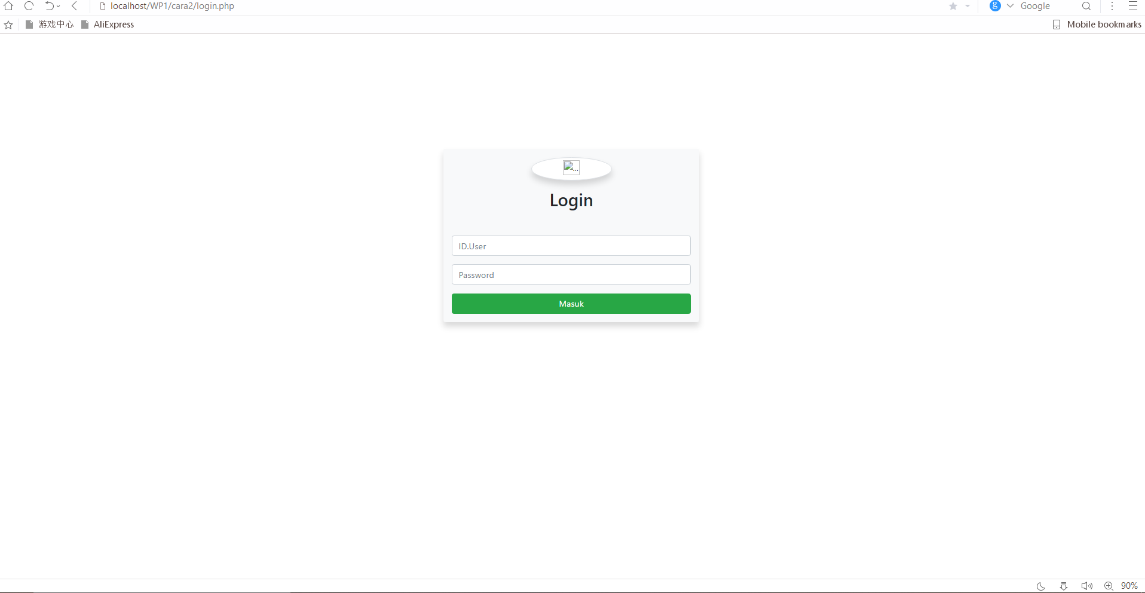 localhost/WP1/cara2/login.php
Google
游戏中心
AliExpress
Mobile bookmarks
Login
ID.User
Password
Masuk
90%